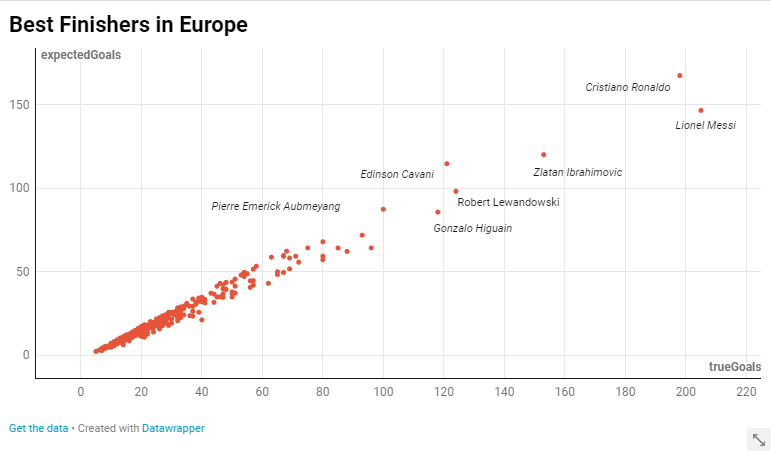 Best Finishers in Europe
expectedGoals
150
Cristiano Ronaldo
Lionel Messi
Edinson Cavani
Zlatan Ibrahimovic
100
Robert Lewandowski
Pierre Emerick Aubmeyang
Gonzalo Higuain
50
0
trueGoals
0 20 40 60 80 100 120 140 160 180 200 220
Get the data • Created with Datawrapper